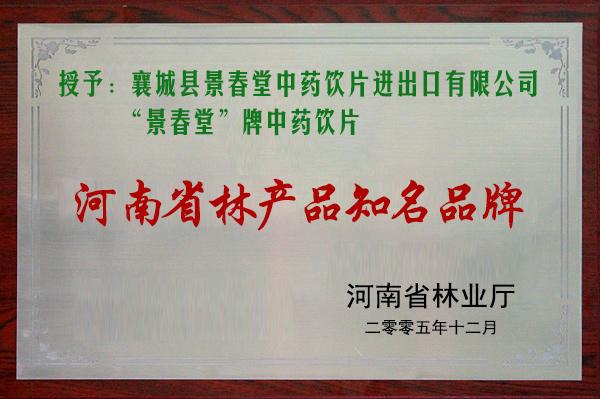 授予：襄城县景春堂中药饮片进出口有限公司
“景春堂”牌中药饮片
河南省林产品知名品牌
河南省林业厅
二零零五年十二月